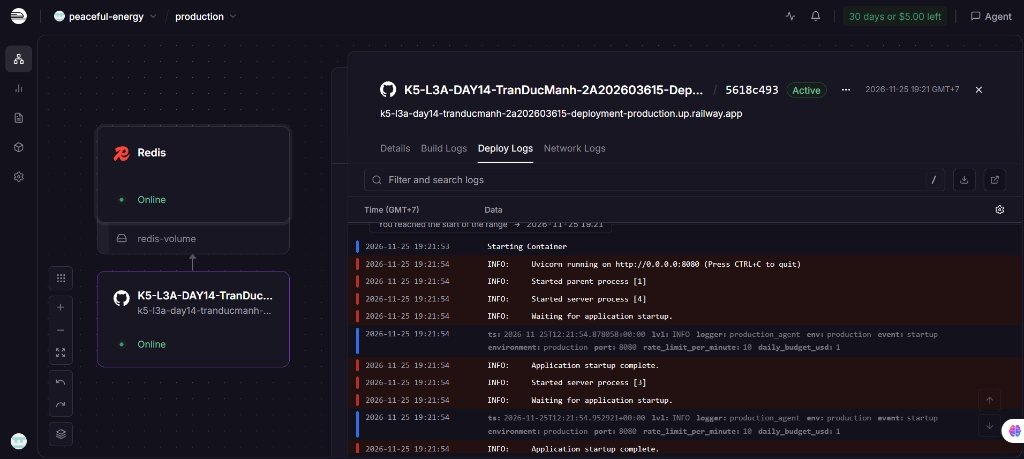 peaceful-energy / production
30 days or $5.00 left
Agent
Redis
Online
redis-volume
K5-L3A-DAY14-TranDuc...
k5-l3a-day14-tranducmanh-...
Online
K5-L3A-DAY14-TranDucManh-2A202603615-Dep... / 5618c493 Active ... 2026-11-25 19:21 GMT+7
k5-l3a-day14-tranducmanh-2a202603615-deployment-production.up.railway.app
Details Build Logs Deploy Logs Network Logs
Filter and search logs /
Time (GMT+7) Data
You reached the start of the range → 2026-11-25 19:21
2026-11-25 19:21:53 Starting Container
2026-11-25 19:21:54 INFO: Uvicorn running on http://0.0.0.0:8080 (Press CTRL+C to quit)
2026-11-25 19:21:54 INFO: Started parent process [1]
2026-11-25 19:21:54 INFO: Started server process [4]
2026-11-25 19:21:54 INFO: Waiting for application startup.
2026-11-25 19:21:54 ts: 2026-11-25T12:21:54.878058+00:00 lvl: INFO logger: production_agent env: production event: startup
environment: production port: 8080 rate_limit_per_minute: 10 daily_budget_usd: 1
2026-11-25 19:21:54 INFO: Application startup complete.
2026-11-25 19:21:54 INFO: Started server process [3]
2026-11-25 19:21:54 INFO: Waiting for application startup.
2026-11-25 19:21:54 ts: 2026-11-25T12:21:54.952921+00:00 lvl: INFO logger: production_agent env: production event: startup
environment: production port: 8080 rate_limit_per_minute: 10 daily_budget_usd: 1
2026-11-25 19:21:54 INFO: Application startup complete.